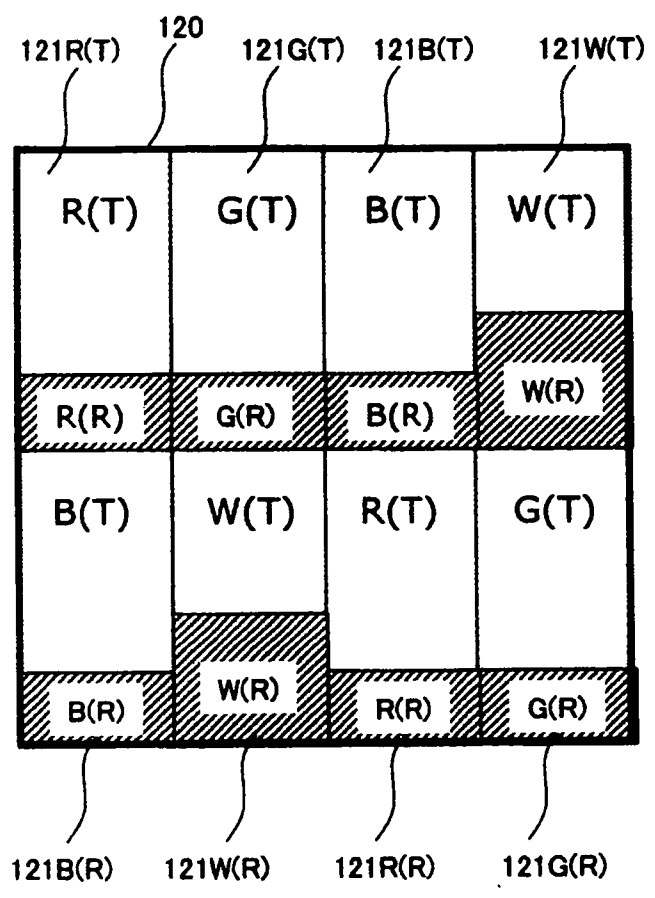 120
121R(T) 121G(T) 121B(T) 121W(T)
R(T) G(T) B(T) W(T)
R(R) G(R) B(R) W(R)
B(T) W(T) R(T) G(T)
B(R) W(R) R(R) G(R)
121B(R) 121W(R) 121R(R) 121G(R)